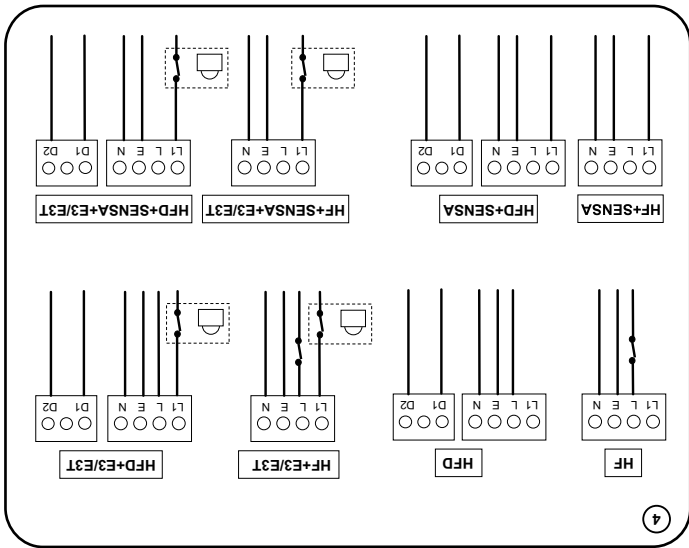 4
HF
HFD
HF+E3/E3T
HFD+E3/E3T
L1 L E N
L1 L E N
D1 D2
L1 L E N
L1 L E N
D1 D2
HF+SENSA
HFD+SENSA
HF+SENSA+E3/E3T
HFD+SENSA+E3/E3T
L1 L E N
L1 L E N
D1 D2
L1 L E N
L1 L E N
D1 D2